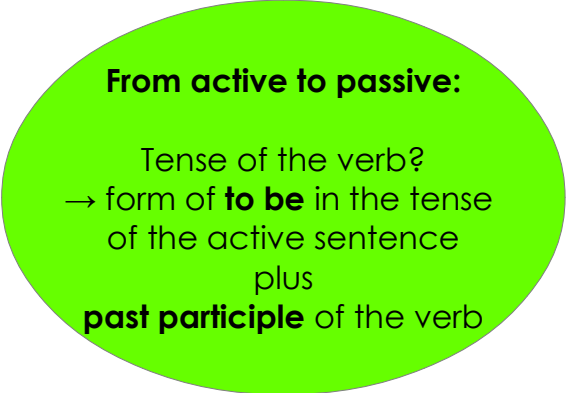 From active to passive:
Tense of the verb?
→ form of to be in the tense
of the active sentence
plus
past participle of the verb